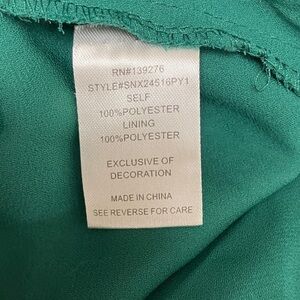 RN#139276
STYLE#SNX24516PY1
SELF
100%POLYESTER
LINING
100%POLYESTER
EXCLUSIVE OF
DECORATION
MADE IN CHINA
SEE REVERSE FOR CARE